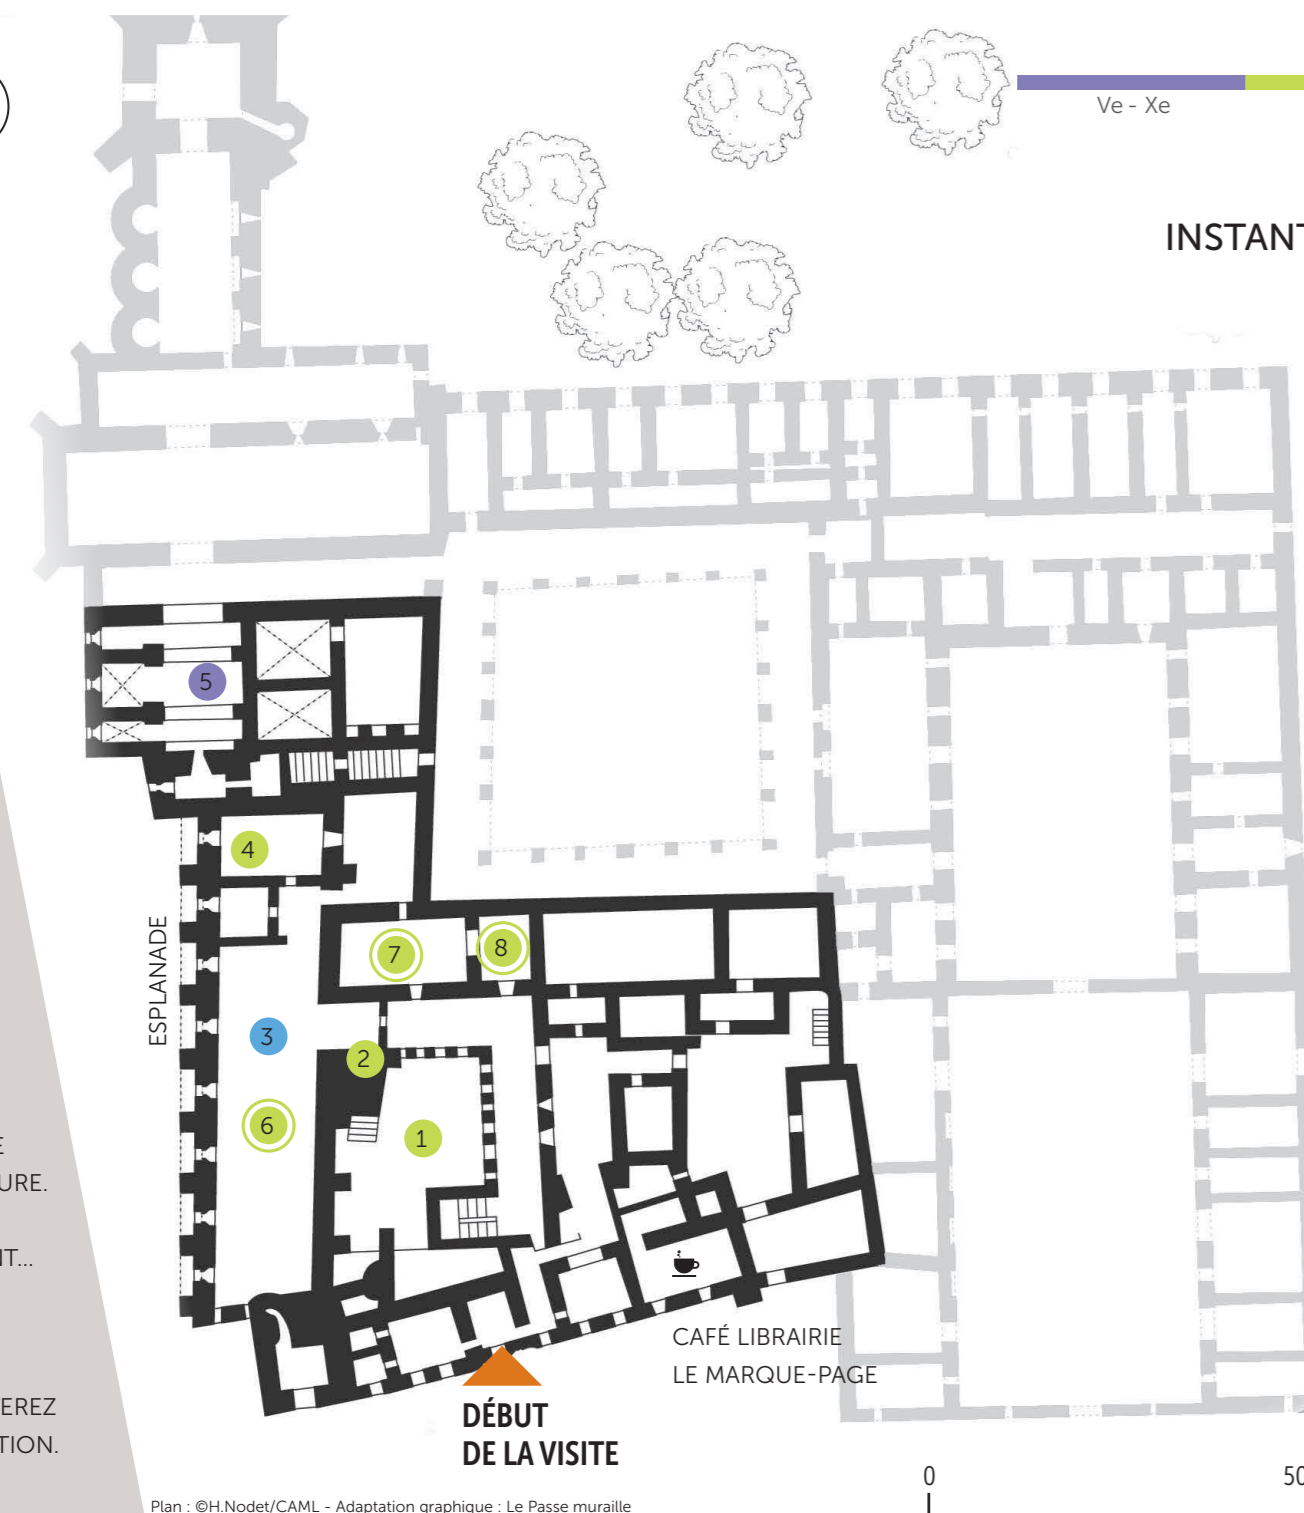 Ve - Xe
INSTANT
5
4
ESPLANADE
7
8
3
2
6
1
E
URE.
NT...
EREZ
TION.
CAFÉ LIBRAIRIE
LE MARQUE-PAGE
DÉBUT
DE LA VISITE
0
50
Plan : ©H.Nodet/CAML - Adaptation graphique : Le Passe muraille